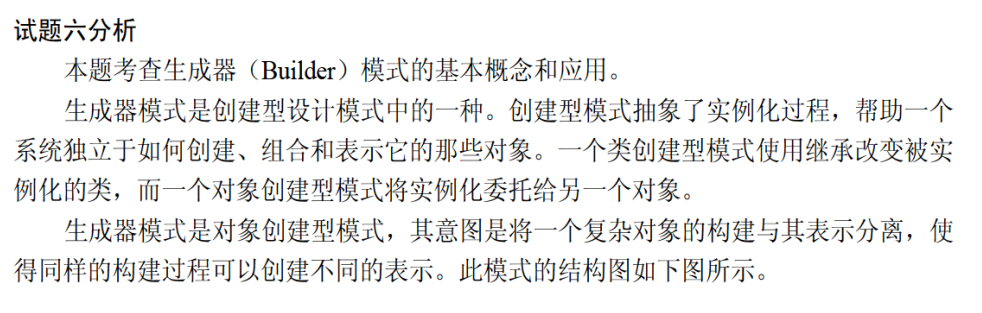 试题六分析
本题考查生成器（Builder）模式的基本概念和应用。
生成器模式是创建型设计模式中的一种。创建型模式抽象了实例化过程，帮助一个
系统独立于如何创建、组合和表示它的那些对象。一个类创建型模式使用继承改变被实
例化的类，而一个对象创建型模式将实例化委托给另一个对象。
生成器模式是对象创建型模式，其意图是将一个复杂对象的构建与其表示分离，使
得同样的构建过程可以创建不同的表示。此模式的结构图如下图所示。